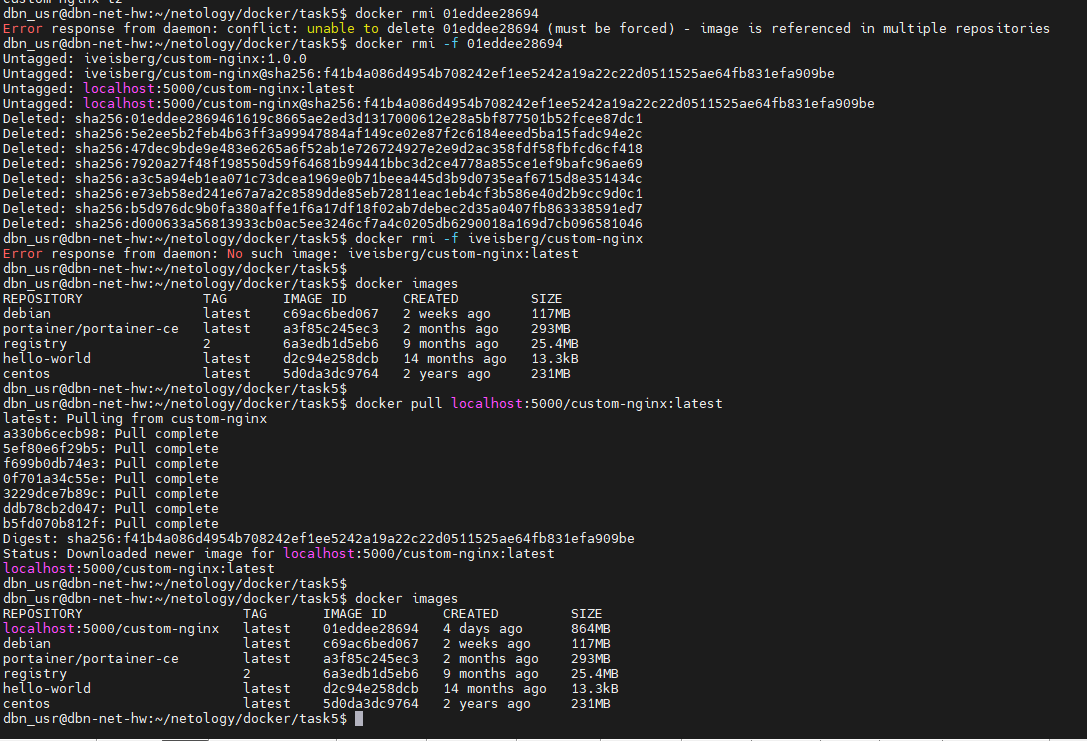 dbn_usr@dbn-net-hw:~/netology/docker/task5$ docker rmi 01eddee28694
Error response from daemon: conflict: unable to delete 01eddee28694 (must be forced) - image is referenced in multiple repositories
dbn_usr@dbn-net-hw:~/netology/docker/task5$ docker rmi -f 01eddee28694
Untagged: iveisberg/custom-nginx:1.0.0
Untagged: iveisberg/custom-nginx@sha256:f41b4a086d4954b708242ef1ee5242a19a22c22d0511525ae64fb831efa909be
Untagged: localhost:5000/custom-nginx:latest
Untagged: localhost:5000/custom-nginx@sha256:f41b4a086d4954b708242ef1ee5242a19a22c22d0511525ae64fb831efa909be
Deleted: sha256:01eddee2869461619c8665ae2ed3d1317000612e28a5bf877501b52fcee87dc1
Deleted: sha256:5e2ee5b2feb4b63ff3a99947884af149ce02e87f2c6184eeed5ba15fadc94e2c
Deleted: sha256:47dec9bde9e483e6265a6f52ab1e726724927e2e9d2ac358fdf58fbfcd6cf418
Deleted: sha256:7920a27f48f198550d59f64681b99441bbc3d2ce4778a855ce1ef9bafc96ae69
Deleted: sha256:a3c5a94eb1ea071c73dcea1969e0b71beea445d3b9d0735eaf6715d8e351434c
Deleted: sha256:e73eb58ed241e67a7a2c8589dde85eb72811eac1eb4cf3b586e40d2b9cc9d0c1
Deleted: sha256:b5d976dc9b0fa380affe1f6a17df18f02ab7debec2d35a0407fb863338591ed7
Deleted: sha256:d000633a56813933cb0ac5ee3246cf7a4c0205db6290018a169d7cb096581046
dbn_usr@dbn-net-hw:~/netology/docker/task5$ docker rmi -f iveisberg/custom-nginx
Error response from daemon: No such image: iveisberg/custom-nginx:latest
dbn_usr@dbn-net-hw:~/netology/docker/task5$
dbn_usr@dbn-net-hw:~/netology/docker/task5$ docker images
REPOSITORY TAG IMAGE ID CREATED SIZE
debian latest c69ac6bed067 2 weeks ago 117MB
portainer/portainer-ce latest a3f85c245ec3 2 months ago 293MB
registry 2 6a3edb1d5eb6 9 months ago 25.4MB
hello-world latest d2c94e258dcb 14 months ago 13.3kB
centos latest 5d0da3dc9764 2 years ago 231MB
dbn_usr@dbn-net-hw:~/netology/docker/task5$
dbn_usr@dbn-net-hw:~/netology/docker/task5$ docker pull localhost:5000/custom-nginx:latest
latest: Pulling from custom-nginx
a330b6cecb98: Pull complete
5ef80e6f29b5: Pull complete
f699b0db74e3: Pull complete
0f701a34c55e: Pull complete
3229dce7b89c: Pull complete
ddb78cb2d047: Pull complete
b5fd070b812f: Pull complete
Digest: sha256:f41b4a086d4954b708242ef1ee5242a19a22c22d0511525ae64fb831efa909be
Status: Downloaded newer image for localhost:5000/custom-nginx:latest
localhost:5000/custom-nginx:latest
dbn_usr@dbn-net-hw:~/netology/docker/task5$
dbn_usr@dbn-net-hw:~/netology/docker/task5$ docker images
REPOSITORY TAG IMAGE ID CREATED SIZE
localhost:5000/custom-nginx latest 01eddee28694 4 days ago 864MB
debian latest c69ac6bed067 2 weeks ago 117MB
portainer/portainer-ce latest a3f85c245ec3 2 months ago 293MB
registry 2 6a3edb1d5eb6 9 months ago 25.4MB
hello-world latest d2c94e258dcb 14 months ago 13.3kB
centos latest 5d0da3dc9764 2 years ago 231MB
dbn_usr@dbn-net-hw:~/netology/docker/task5$